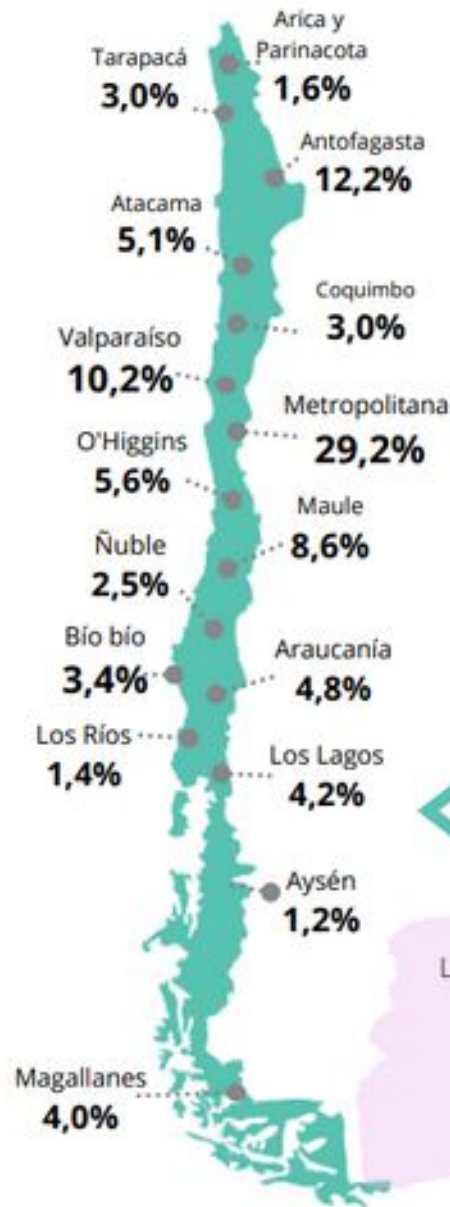 Arica y
Parinacota
1,6%
Tarapacá
3,0%
Antofagasta
12,2%
Atacama
5,1%
Coquimbo
3,0%
Valparaíso
10,2%
Metropolitana
29,2%
O'Higgins
5,6%
Maule
8,6%
Ñuble
2,5%
Bío bío
3,4%
Araucanía
4,8%
Los Ríos
1,4%
Los Lagos
4,2%
Aysén
1,2%
L
Magallanes
4,0%